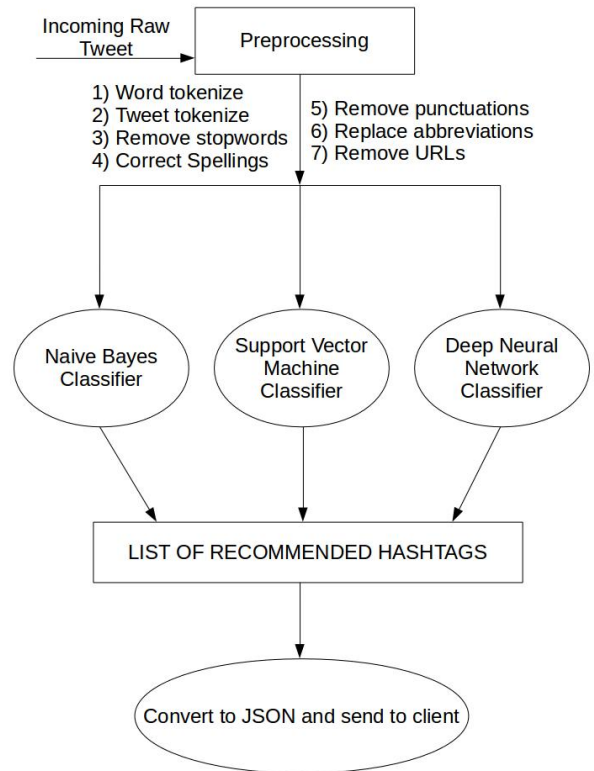 Incoming Raw
Tweet
Preprocessing
1) Word tokenize
2) Tweet tokenize
3) Remove stopwords
4) Correct Spellings
5) Remove punctuations
6) Replace abbreviations
7) Remove URLs
Naive Bayes
Classifier
Support Vector
Machine
Classifier
Deep Neural
Network
Classifier
LIST OF RECOMMENDED HASHTAGS
Convert to JSON and send to client